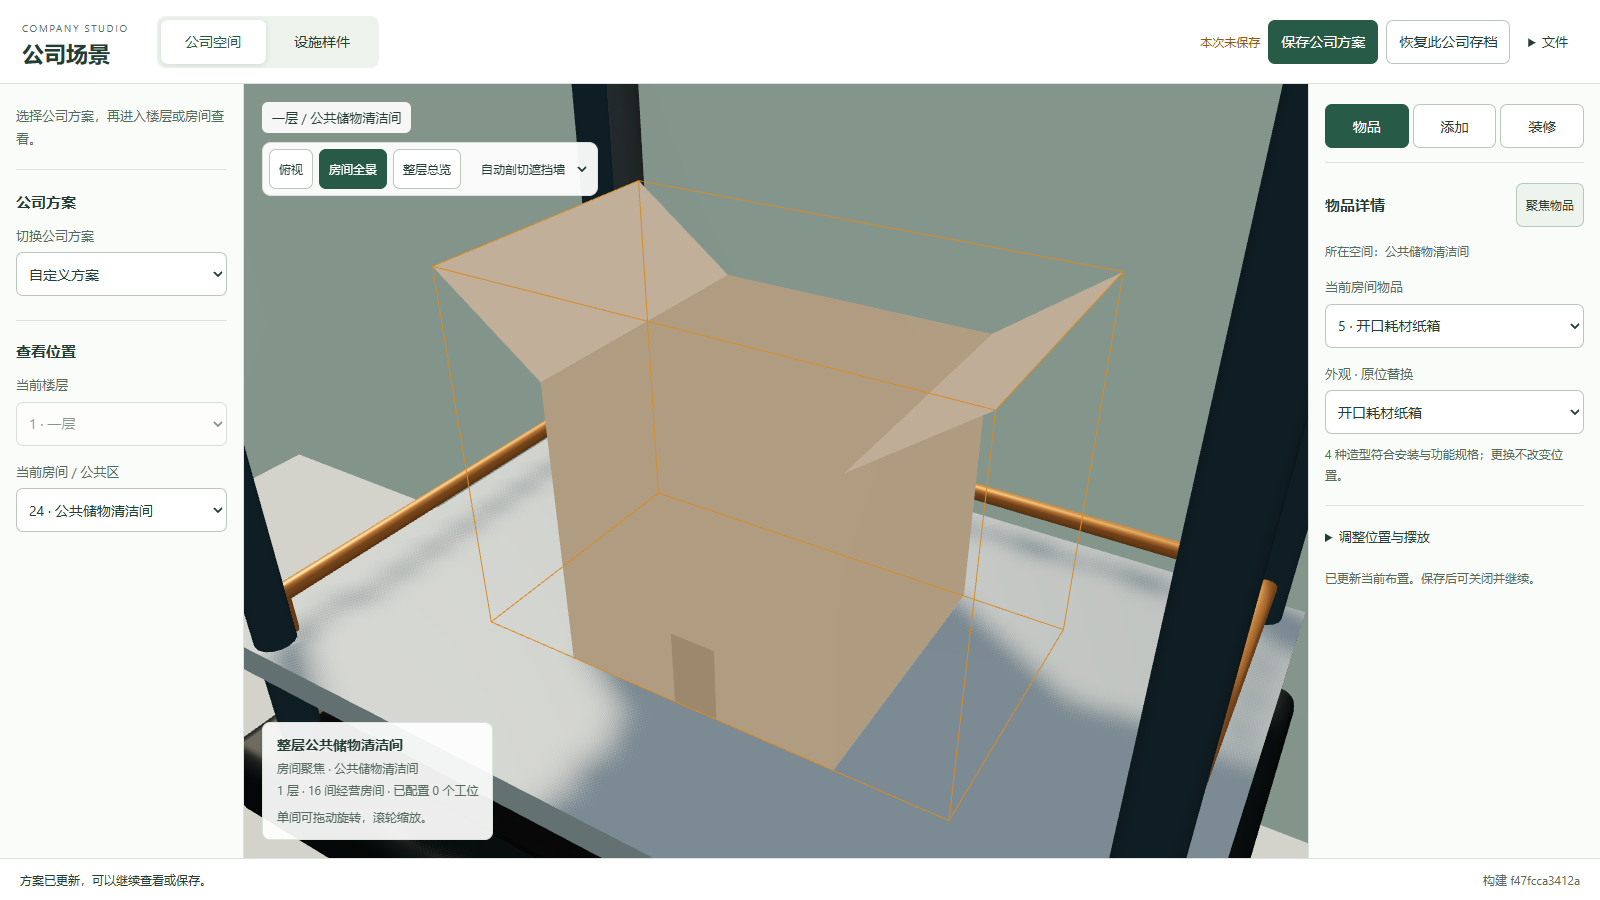 COMPANY STUDIO
公司场景
公司空间
设施样件
本次未保存
保存公司方案
恢复此公司存档
文件
选择公司方案，再进入楼层或房间查
看。
公司方案
切换公司方案
自定义方案
查看位置
当前楼层
1 · 一层
当前房间 / 公共区
24 · 公共储物清洁间
一层 / 公共储物清洁间
俯视
房间全景
整层总览
自动剖切遮挡墙
整层公共储物清洁间
房间聚焦 · 公共储物清洁间
1 层 · 16 间经营房间 · 已配置 0 个工位
单间可拖动旋转，滚轮缩放。
物品
添加
装修
物品详情
聚焦物品
所在空间：公共储物清洁间
当前房间物品
5 · 开口耗材纸箱
外观 · 原位替换
开口耗材纸箱
4 种造型符合安装与功能规格；更换不改变位
置。
调整位置与摆放
已更新当前布置。保存后可关闭并继续。
方案已更新，可以继续查看或保存。
构建 f47fcca3412a